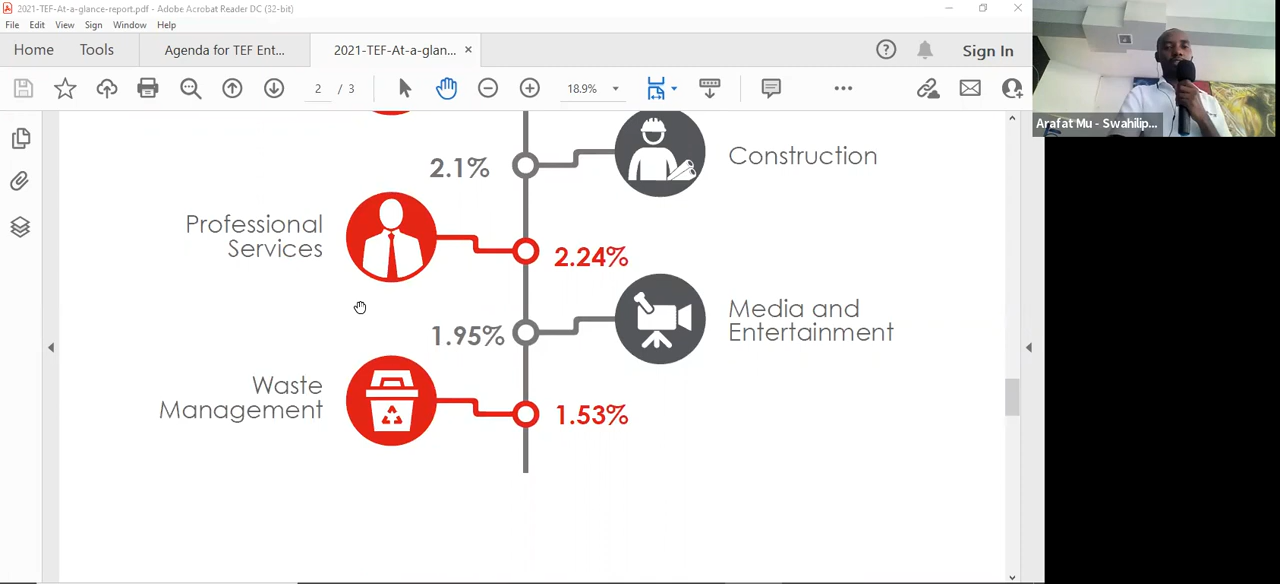 2021-TEF-At-a-glance-report.pdf - Adobe Acrobat Reader DC (32-bit)
File Edit View Sign Window Help
Home Tools Agenda for TEF Ent... 2021-TEF-At-a-glan... × Sign In
2 / 3 18.9%
Arafat Mu - Swahilip...
2.1% Construction
Professional
Services
2.24%
Media and
Entertainment
1.95%
Waste
Management
1.53%